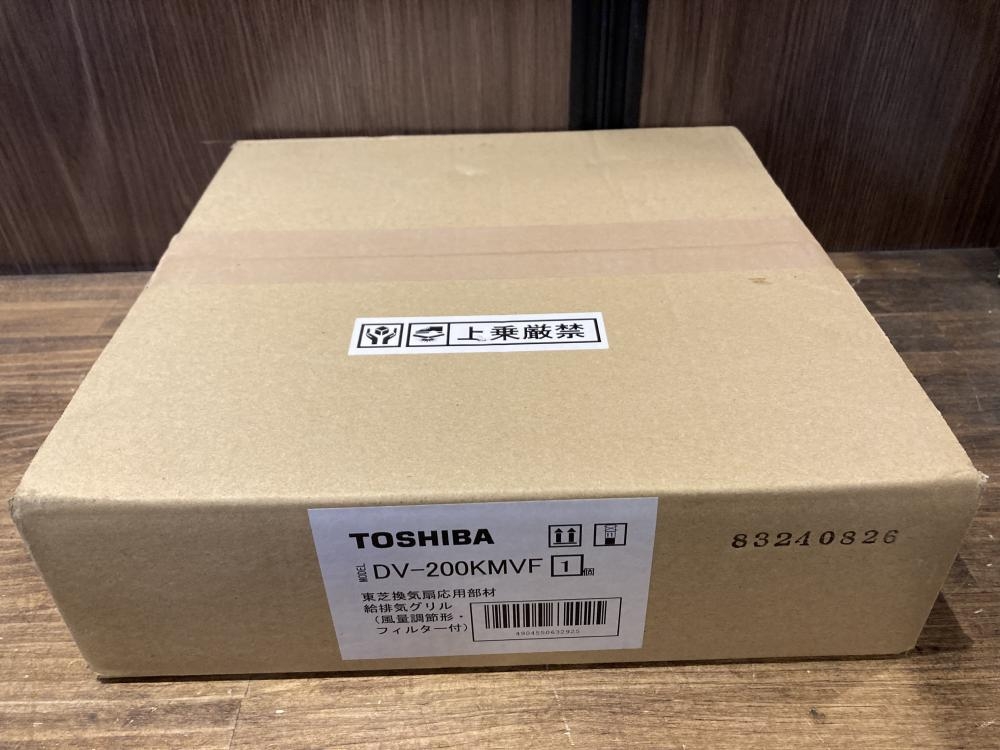 上乗厳禁
TOSHIBA
MODEL DV-200KMVF 1個
東芝換気扇応用部材
給排気グリル
(風量調節形・
フィルター付)
4904550632925
83240826